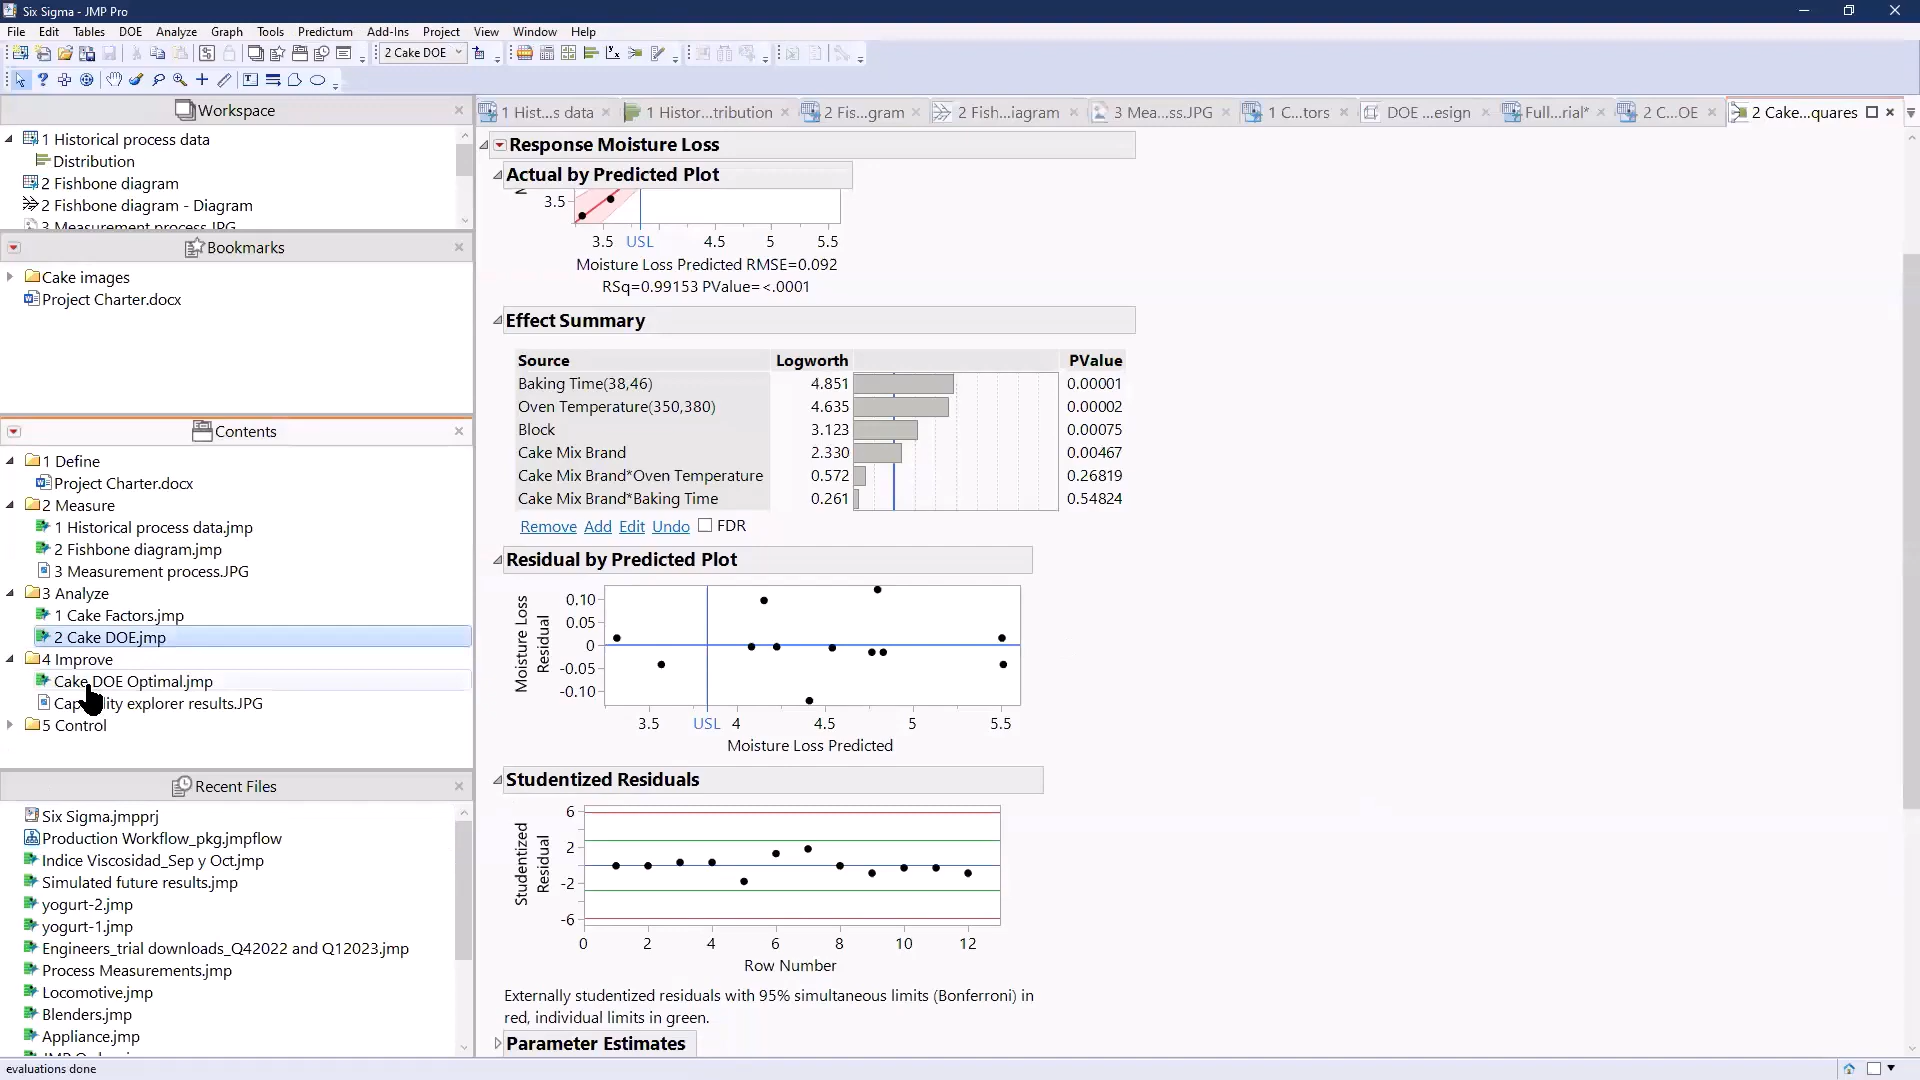 Six Sigma - JMP Pro
File Edit Tables DOE Analyze Graph Tools Predictum Add-Ins Project View Window Help
2 Cake DOE
Workspace
1 Historical process data
Distribution
2 Fishbone diagram
2 Fishbone diagram - Diagram
3 Measurement process.JPG
Bookmarks
Cake images
Project Charter.docx
Contents
1 Define
Project Charter.docx
2 Measure
1 Historical process data.jmp
2 Fishbone diagram.jmp
3 Measurement process.JPG
3 Analyze
1 Cake Factors.jmp
2 Cake DOE.jmp
4 Improve
Cake DOE Optimal.jmp
explorer results.JPG
5 Control
Recent Files
Six Sigma.jmpprj
Production Workflow_pkg.jmpflow
Indice Viscosidad_Sep y Oct.jmp
Simulated future results.jmp
yogurt-2.jmp
yogurt-1.jmp
Engineers_trial downloads_Q42022 and Q12023.jmp
Process Measurements.jmp
Locomotive.jmp
Blenders.jmp
Appliance.jmp
evaluations done
1 Hist...s data
1 Histor...tribution
2 Fis...gram
2 Fish...iagram
3 Mea...ss.JPG
1 C...tors
DOE ...esign
Full...rial*
2 C...OE
2 Cake...quares
Response Moisture Loss
Actual by Predicted Plot
3.5
3.5 USL 4.5 5 5.5
Moisture Loss Predicted RMSE=0.092
RSq=0.99153 PValue=<.0001
Effect Summary
Source Logworth PValue
Baking Time(38,46) 4.851 0.00001
Oven Temperature(350,380) 4.635 0.00002
Block 3.123 0.00075
Cake Mix Brand 2.330 0.00467
Cake Mix Brand*Oven Temperature 0.572 0.26819
Cake Mix Brand*Baking Time 0.261 0.54824
Remove Add Edit Undo FDR
Residual by Predicted Plot
Moisture Loss
Residual
0.10
0.05
0
-0.05
-0.10
3.5 USL 4 4.5 5 5.5
Moisture Loss Predicted
Studentized Residuals
Studentized
Residual
6
2
-2
-6
0 2 4 6 8 10 12
Row Number
Externally studentized residuals with 95% simultaneous limits (Bonferroni) in
red, individual limits in green.
Parameter Estimates